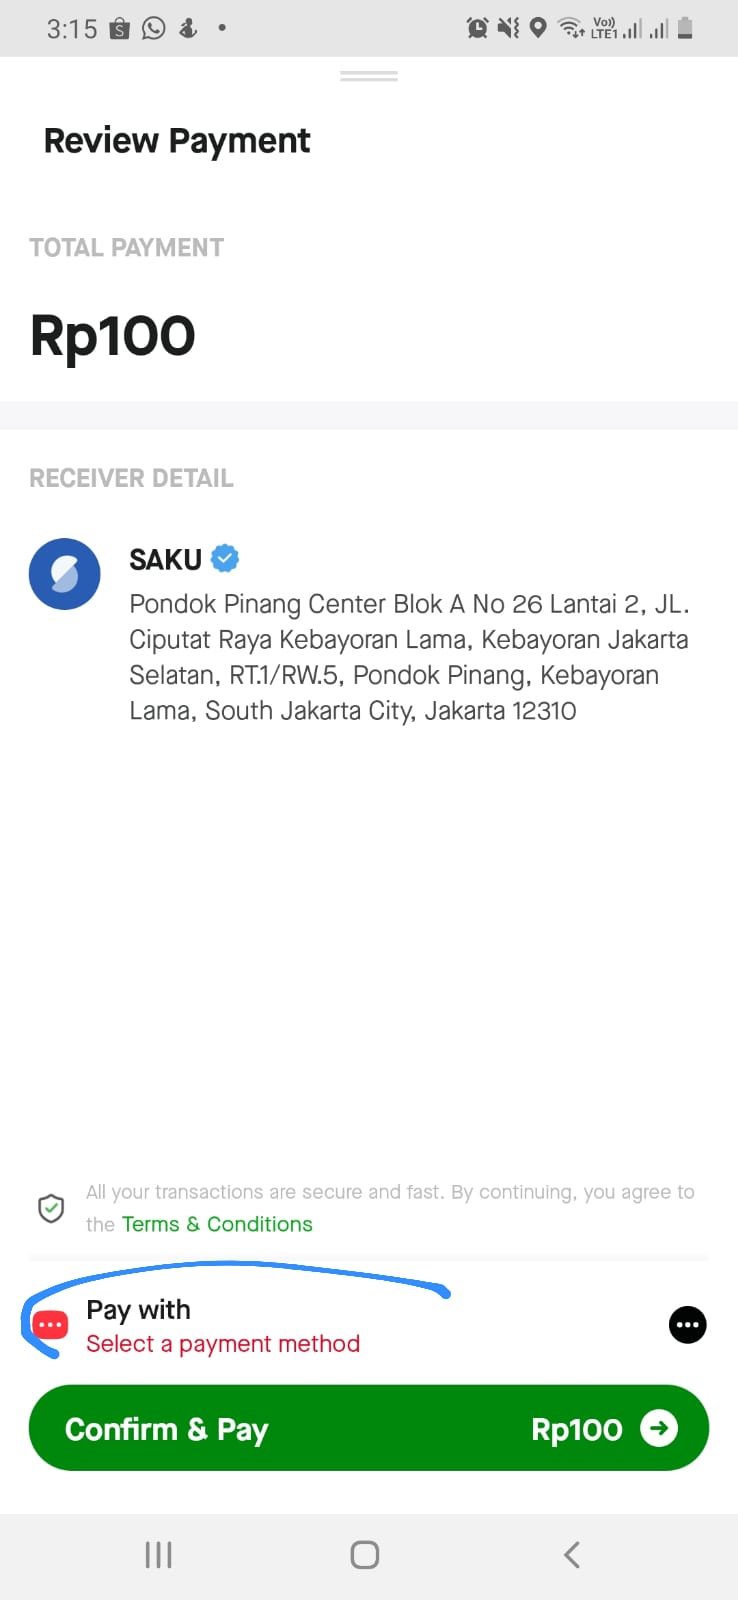 3:15
Vo))
LTE1
Review Payment
TOTAL PAYMENT
Rp100
RECEIVER DETAIL
SAKU
Pondok Pinang Center Blok A No 26 Lantai 2, JL.
Ciputat Raya Kebayoran Lama, Kebayoran Jakarta
Selatan, RT.1/RW.5, Pondok Pinang, Kebayoran
Lama, South Jakarta City, Jakarta 12310
All your transactions are secure and fast. By continuing, you agree to
the Terms & Conditions
Pay with
Select a payment method
Confirm & Pay Rp100